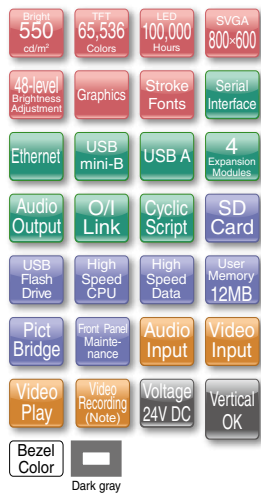 Bright
550
cd/m²
TFT
65,536
Colors
LED
100,000
Hours
SVGA
800×600
48-level
Brightness
Adjustment
Graphics
Stroke
Fonts
Serial
Interface
Ethernet
USB
mini-B
USB A
4
Expansion
Modules
Audio
Output
O/I
Link
Cyclic
Script
SD
Card
USB
Flash
Drive
High
Speed
CPU
High
Speed
Data
User
Memory
12MB
Pict
Bridge
Front Panel
Mainte-
nance
Audio
Input
Video
Input
Video
Play
Video
Recording
(Note)
Voltage
24V DC
Vertical
OK
Bezel
Color
Dark gray